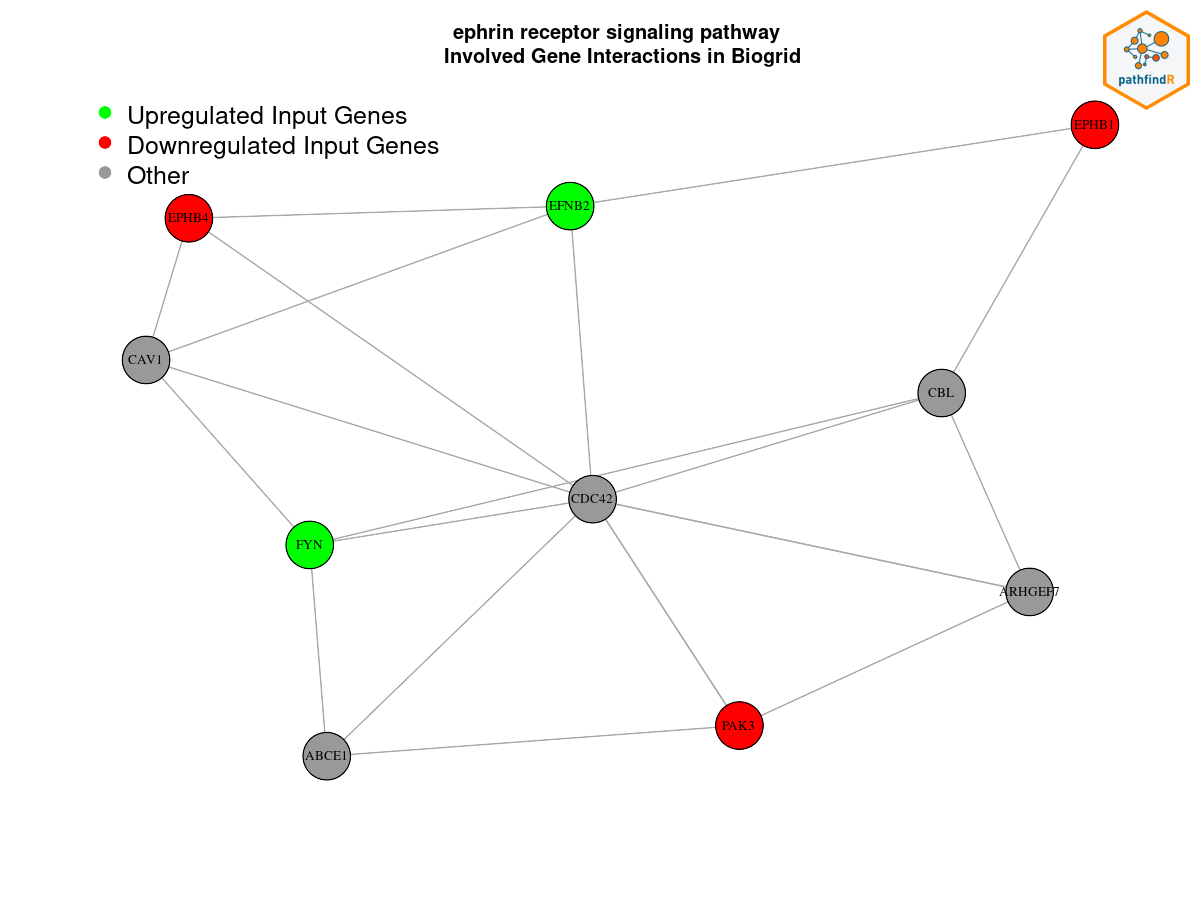 ephrin receptor signaling pathway
Involved Gene Interactions in Biogrid
pathfindR
Upregulated Input Genes
Downregulated Input Genes
Other
EPHB1
EFNB2
EPHB4
CAV1
CBL
CDC42
FYN
ARHGEF7
PAK3
ABCE1